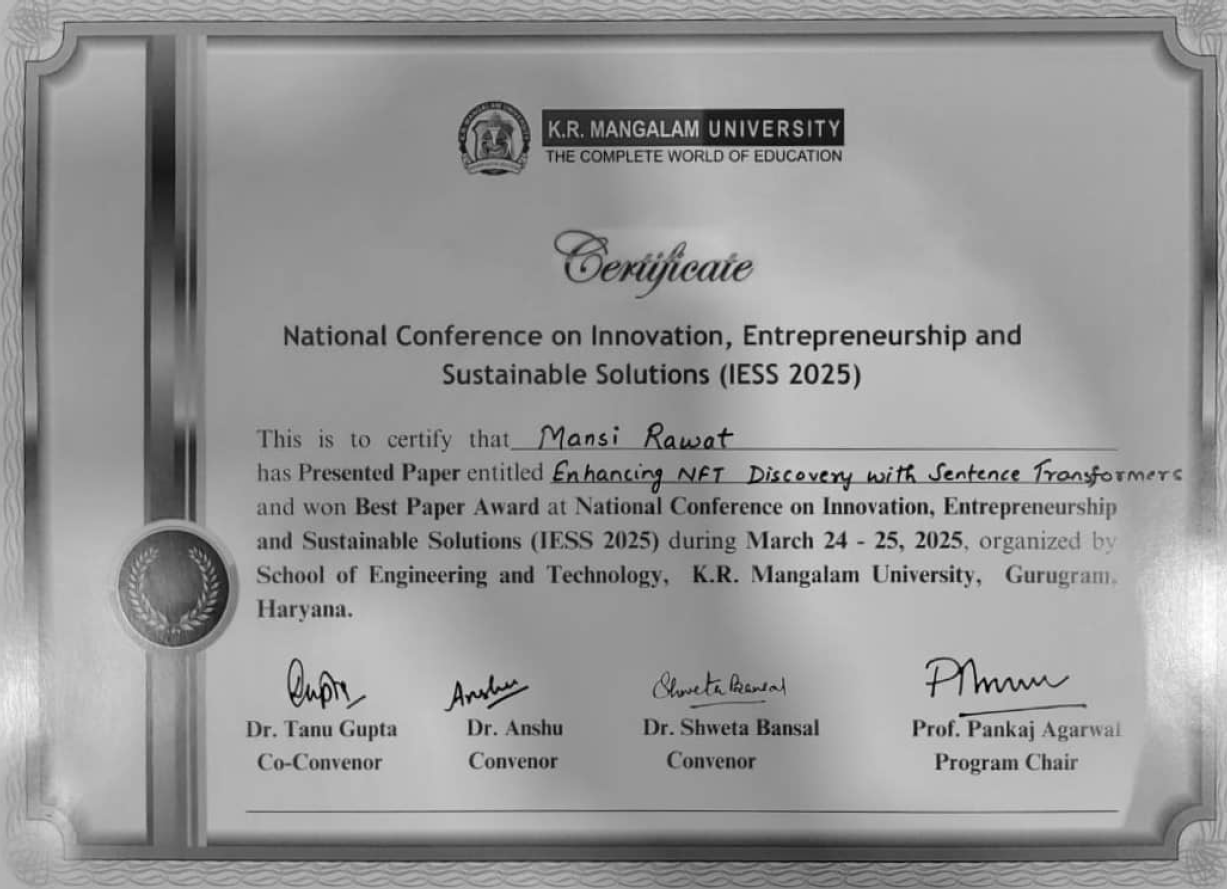 K.R. MANGALAM UNIVERSITY
THE COMPLETE WORLD OF EDUCATION
Certificate
National Conference on Innovation, Entrepreneurship and
Sustainable Solutions (IESS 2025)
This is to certify that Mansi Rawat
has Presented Paper entitled Enhancing NFT Discovery with Sentence Transformers
and won Best Paper Award at National Conference on Innovation, Entrepreneurship
and Sustainable Solutions (IESS 2025) during March 24 - 25, 2025, organized by
School of Engineering and Technology, K.R. Mangalam University, Gurugram,
Haryana.
Gupta Anshu Shweta Bansal
Dr. Tanu Gupta Dr. Anshu Dr. Shweta Bansal Prof. Pankaj Agarwal
Co-Convenor Convenor Convenor Program Chair